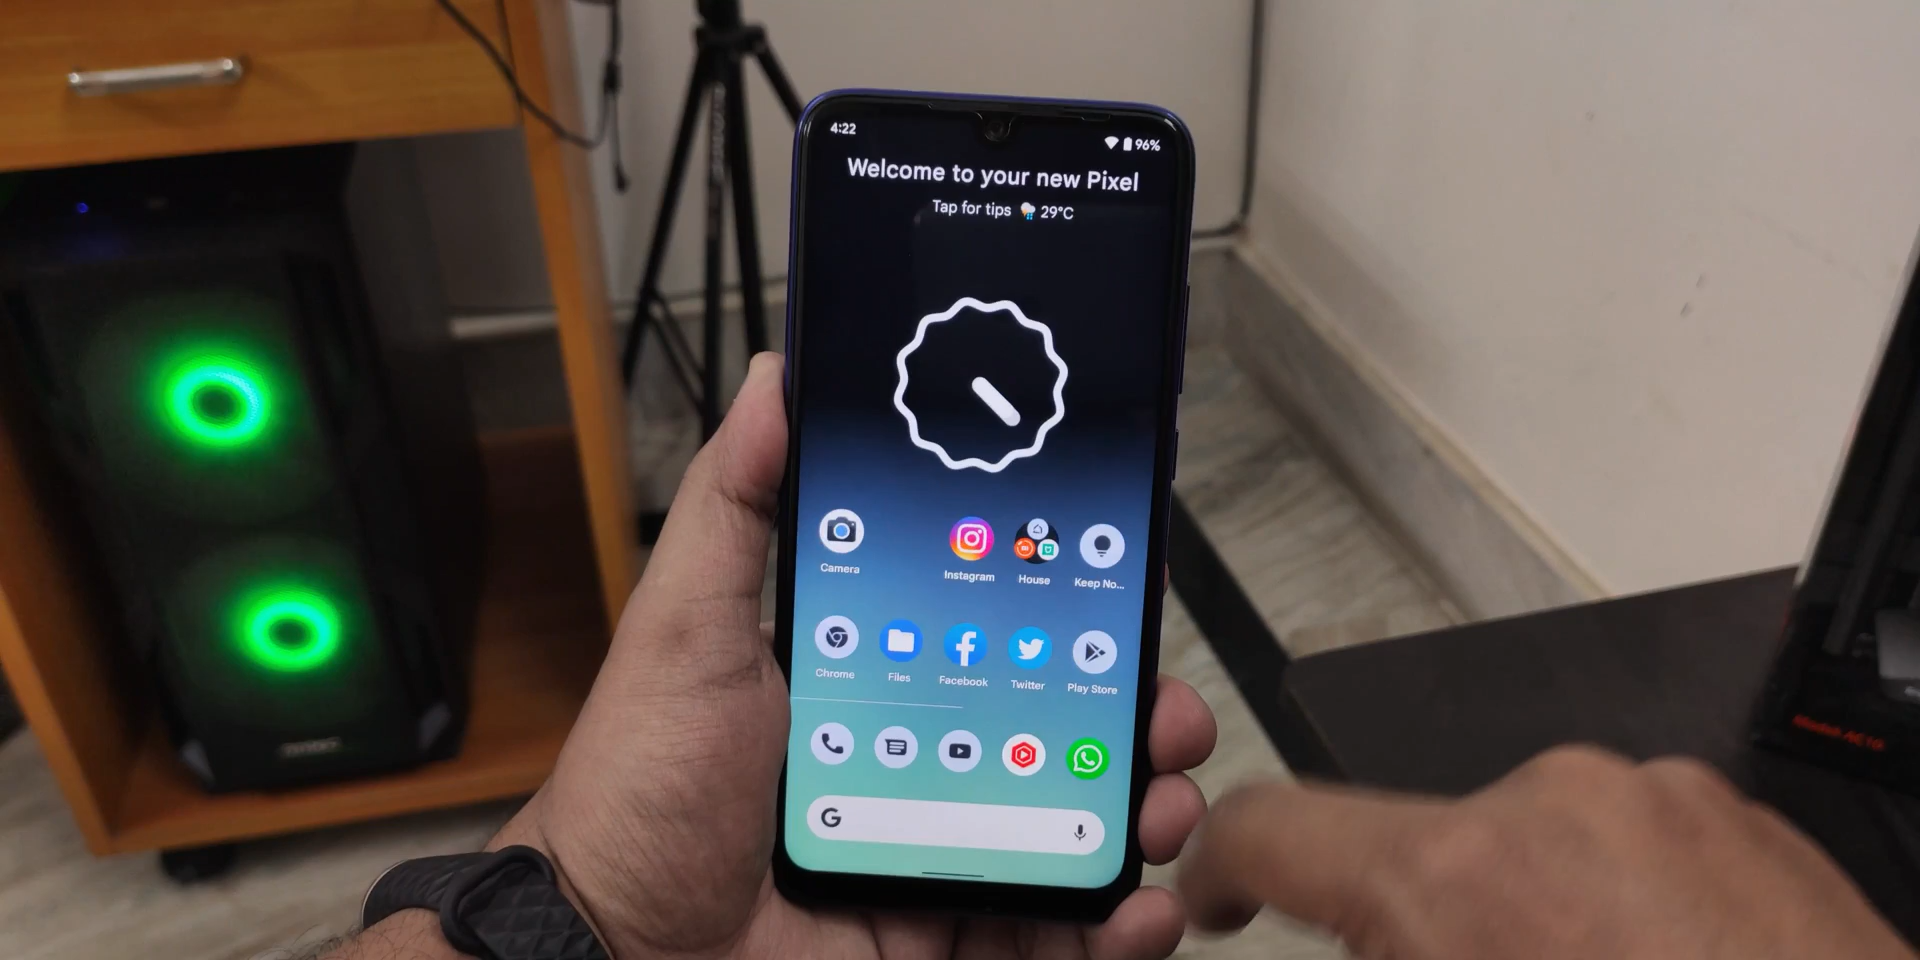 4:22
96%
Welcome to your new Pixel
Tap for tips 29°C
Camera
Instagram
House
Keep No...
Chrome
Files
Facebook
Twitter
Play Store
G